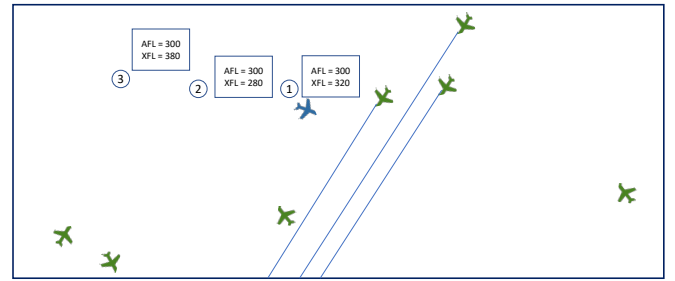 AFL = 300
XFL = 380
3
AFL = 300
XFL = 280
2
AFL = 300
XFL = 320
1